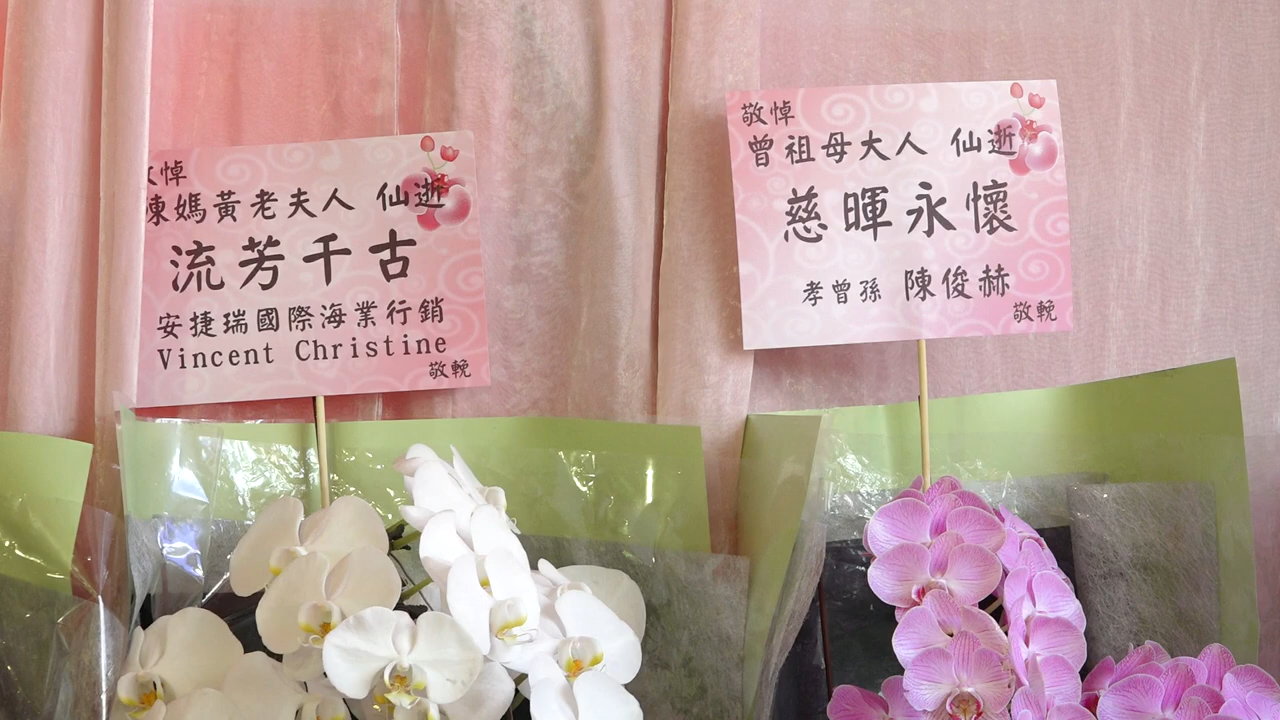 敬悼
陳媽黃老夫人 仙逝
流芳千古
安捷瑞國際海業行銷
Vincent Christine
敬輓
敬悼
曾祖母大人 仙逝
慈暉永懷
孝曾孫 陳俊赫
敬輓